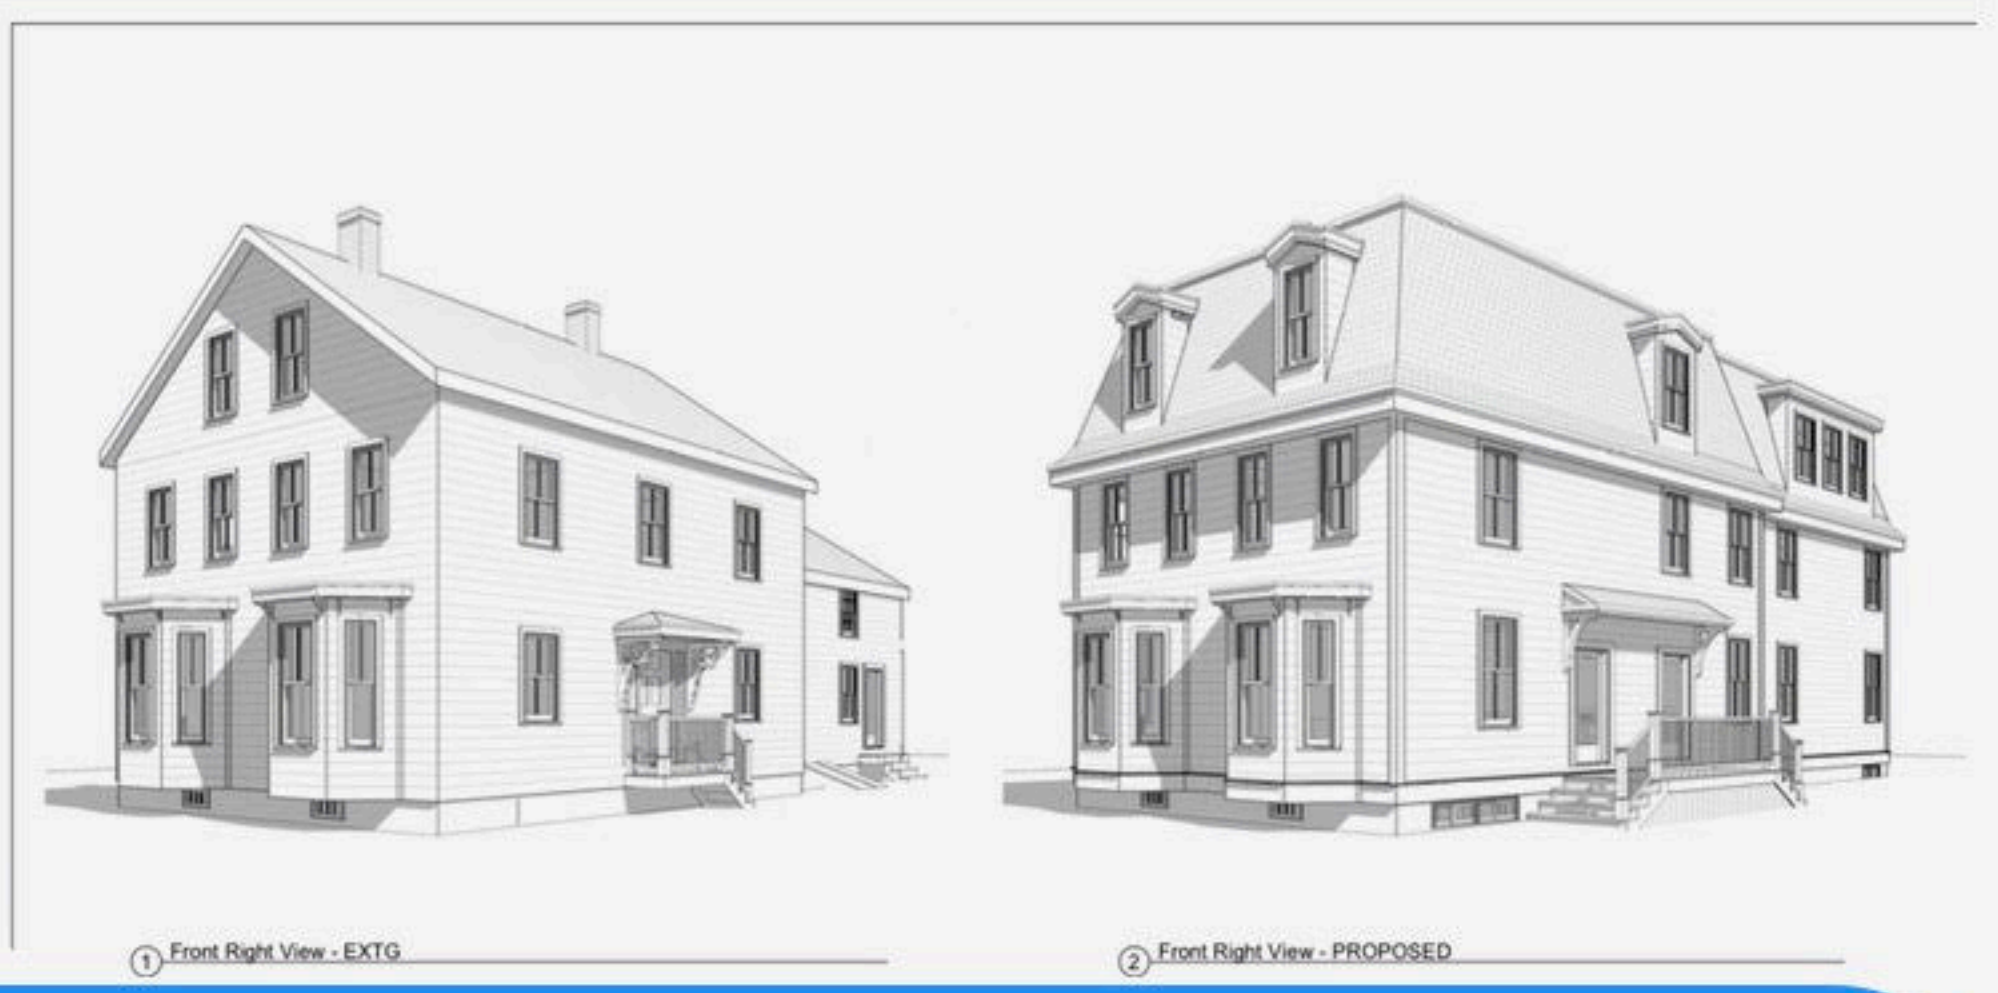 1 Front Right View - EXTG
2 Front Right View - PROPOSED